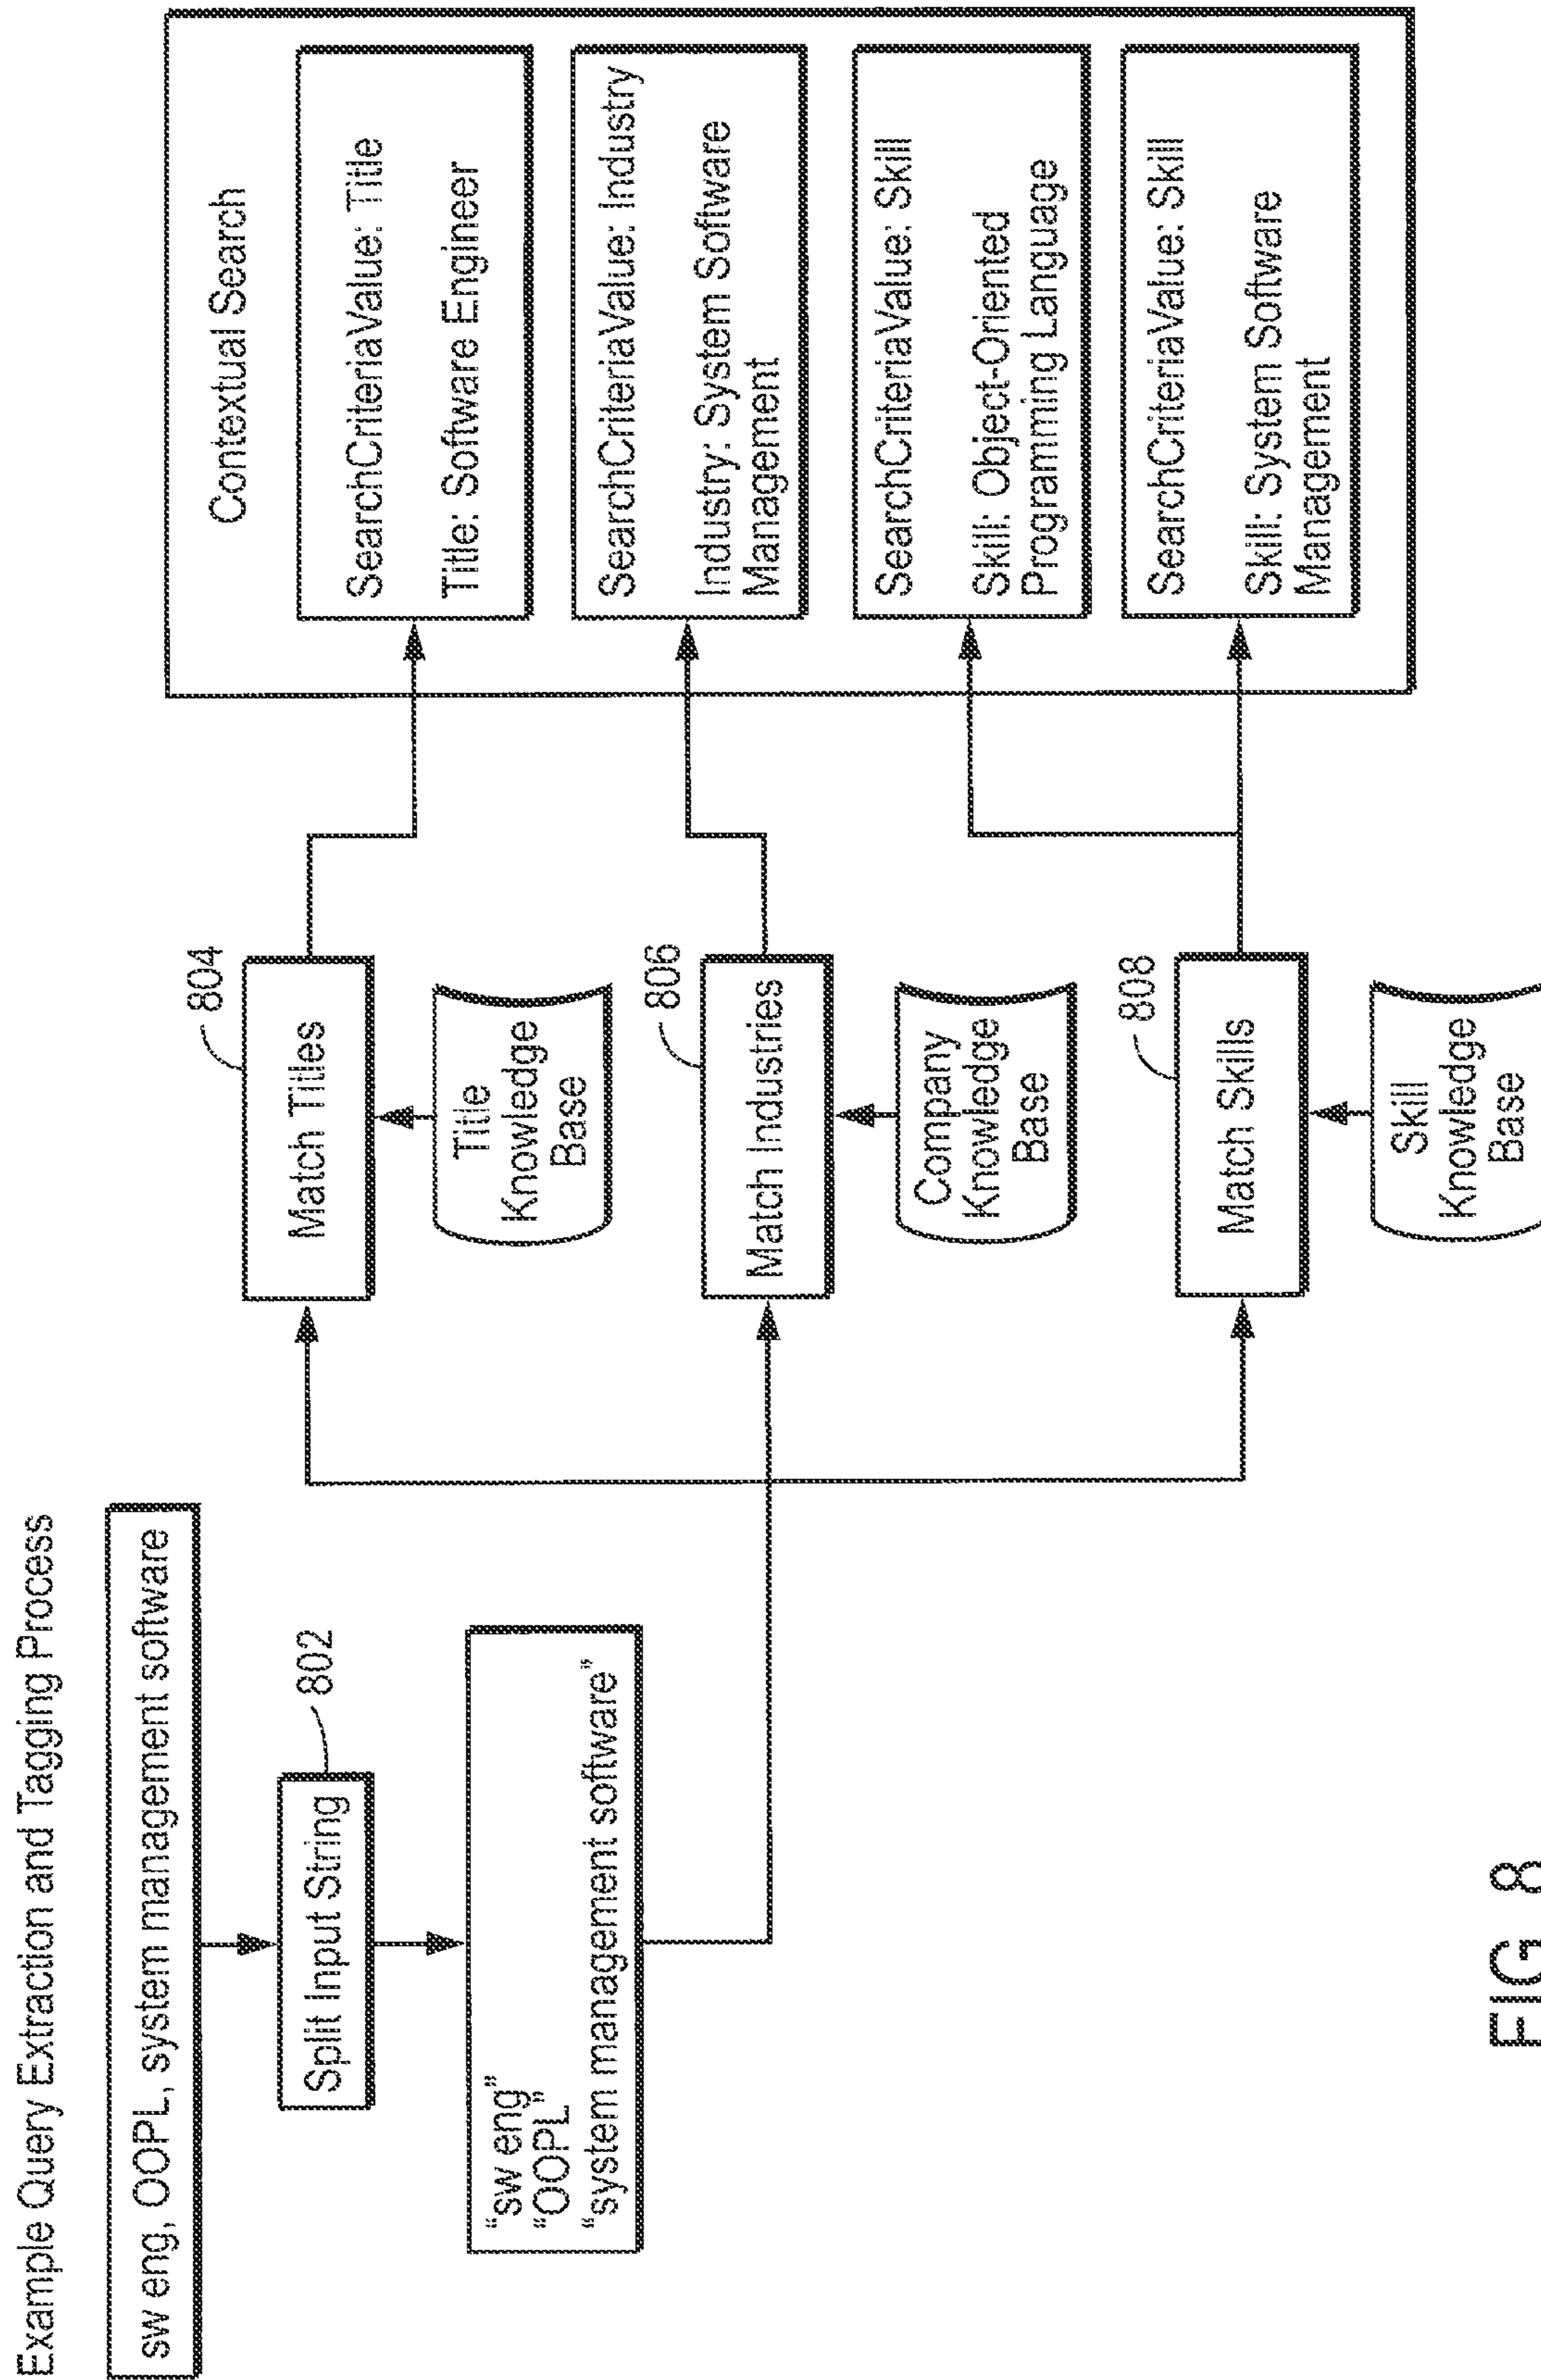 Example Query Extraction and Tagging Process
sw eng, OOPL, system management software
Split Input String
802
“sw eng”
“OOPL”
“system management software”
804
Match Titles
Title
Knowledge
Base
806
Match Industries
Company
Knowledge
Base
808
Match Skills
Skill
Knowledge
Base
Contextual Search
SearchCriteriaValue: Title
Title: Software Engineer
SearchCriteriaValue: Industry
Industry: System Software
Management
SearchCriteriaValue: Skill
Skill: Object-Oriented
Programming Language
SearchCriteriaValue: Skill
Skill: System Software
Management
FIG 8